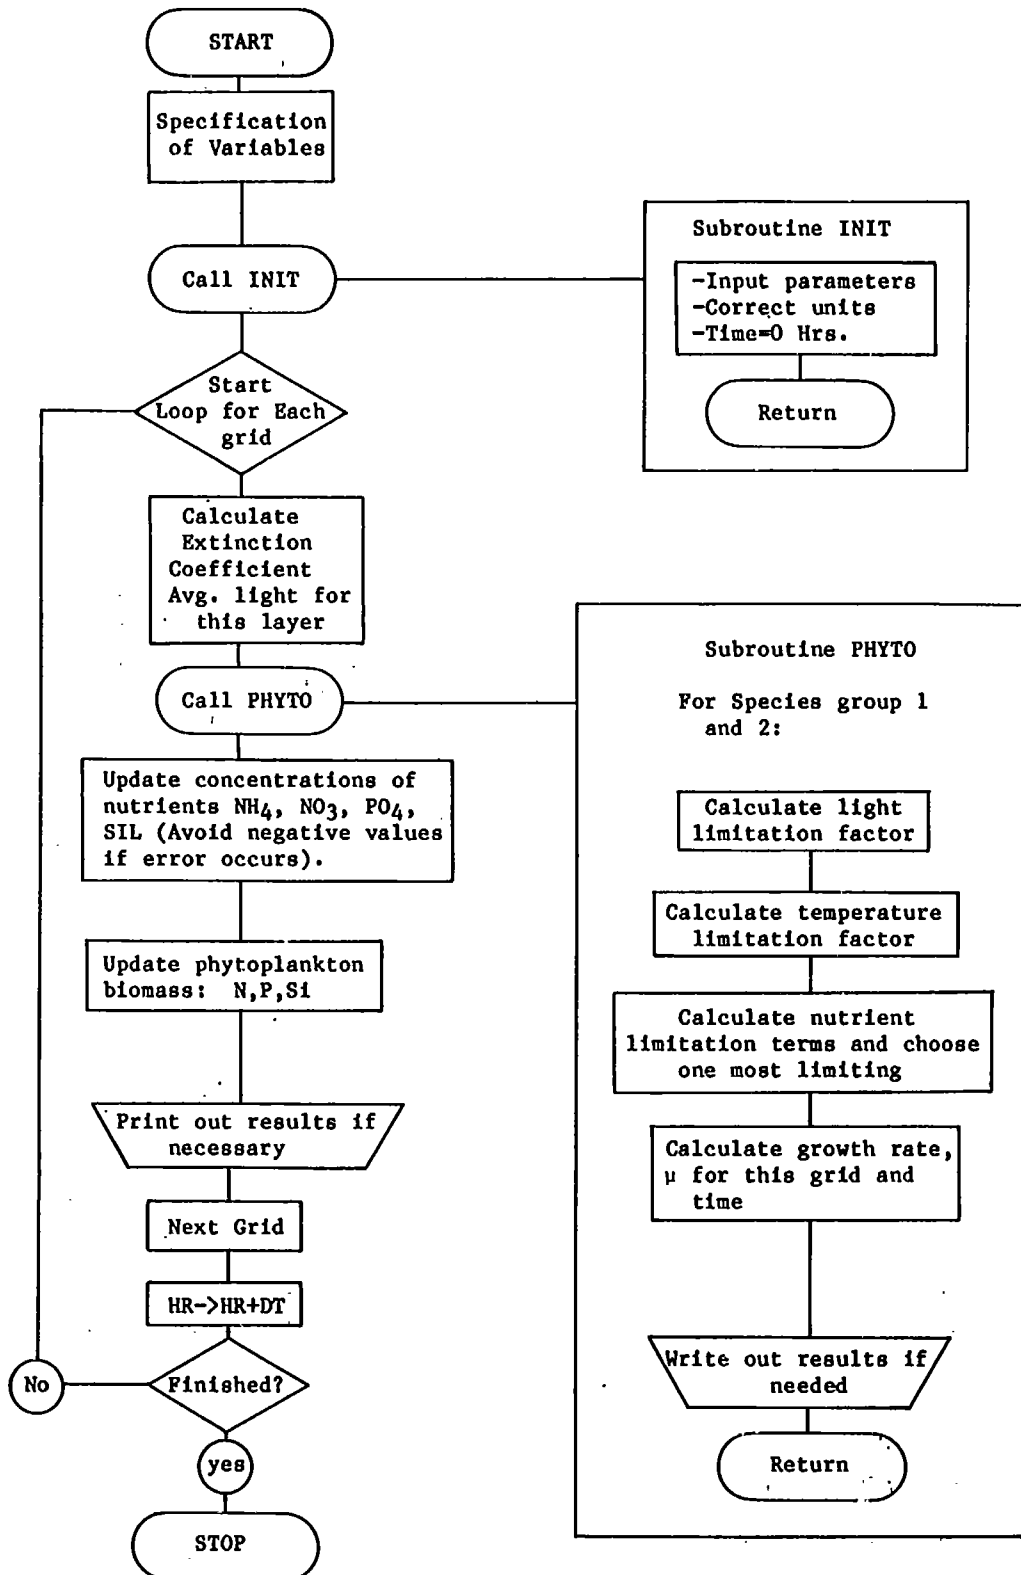 START
Specification
of Variables
Call INIT
Subroutine INIT
-Input parameters
-Correct units
-Time=0 Hrs.
Return
Start
Loop for Each
grid
Calculate
Extinction
Coefficient
Avg. light for
this layer
Call PHYTO
Update concentrations of
nutrients NH4, NO3, PO4,
SIL (Avoid negative values
if error occurs).
Update phytoplankton
biomass: N,P,Si
Print out results if
necessary
Next Grid
HR->HR+DT
Finished?
No
yes
STOP
Subroutine PHYTO
For Species group 1
and 2:
Calculate light
limitation factor
Calculate temperature
limitation factor
Calculate nutrient
limitation terms and choose
one most limiting
Calculate growth rate,
μ for this grid and
time
Write out results if
needed
Return